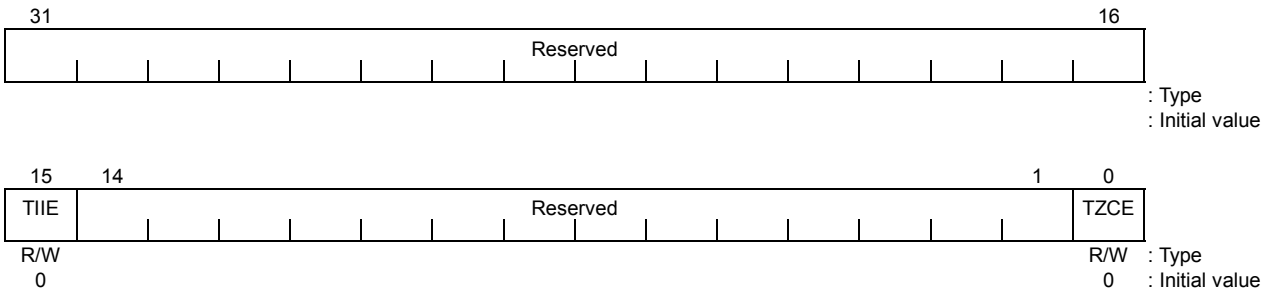 31 16
Reserved
: Type
: Initial value
15 14 1 0
TIIE Reserved TZCE
R/W R/W : Type
0 0 : Initial value